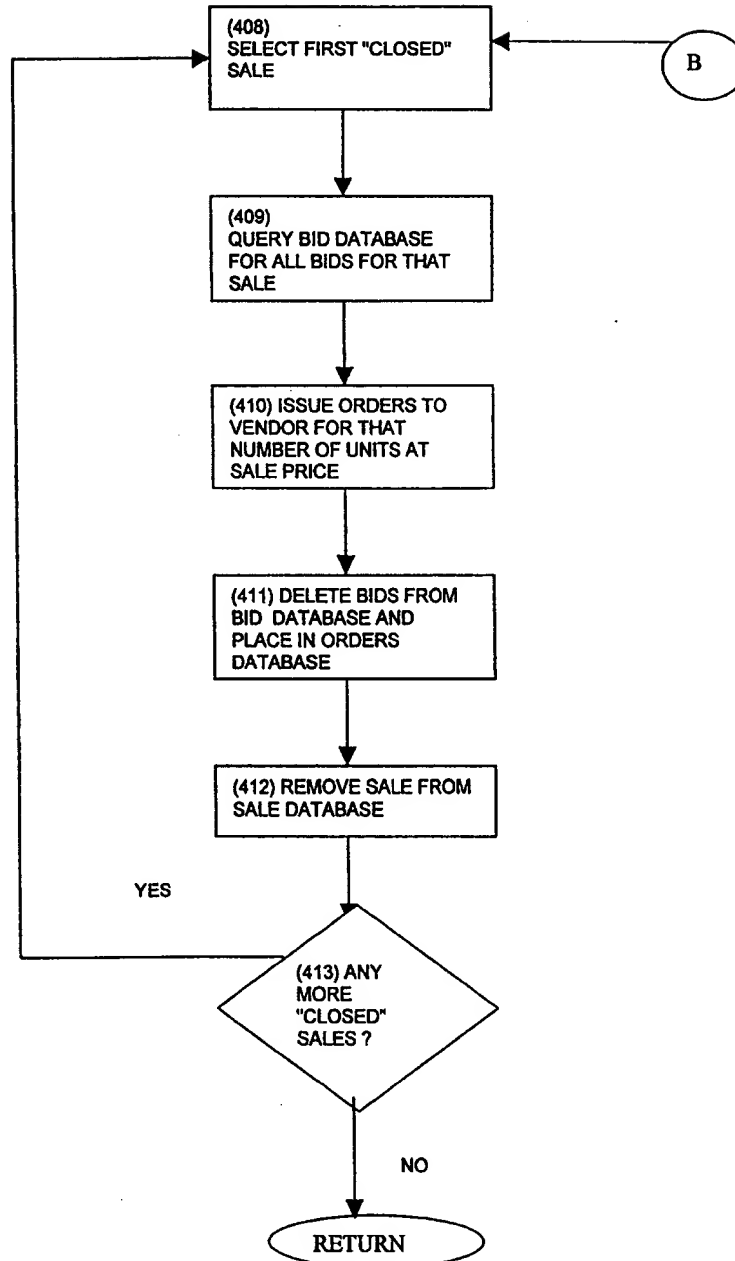 (408)
SELECT FIRST "CLOSED"
SALE
B
(409)
QUERY BID DATABASE
FOR ALL BIDS FOR THAT
SALE
(410) ISSUE ORDERS TO
VENDOR FOR THAT
NUMBER OF UNITS AT
SALE PRICE
(411) DELETE BIDS FROM
BID DATABASE AND
PLACE IN ORDERS
DATABASE
(412) REMOVE SALE FROM
SALE DATABASE
YES
(413) ANY
MORE
"CLOSED"
SALES ?
NO
RETURN